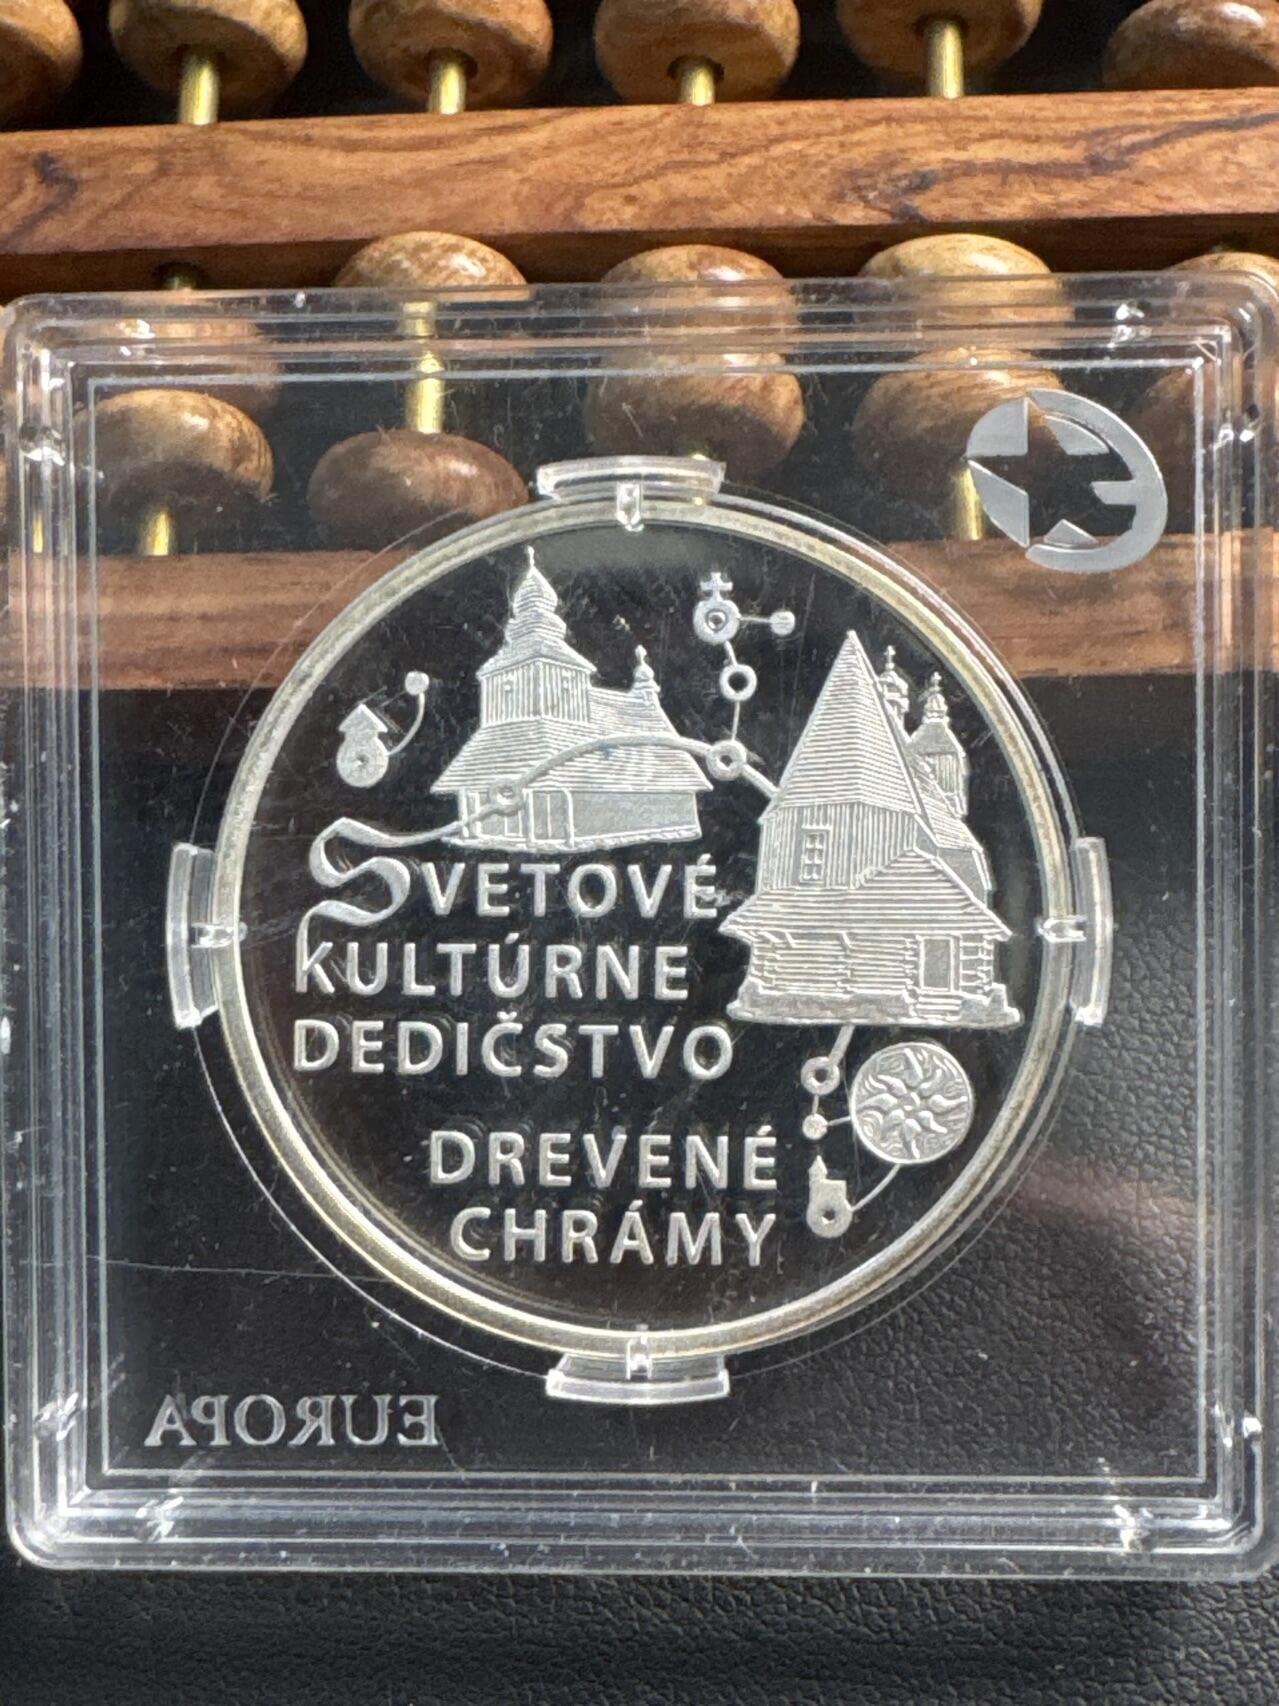 SVETOVÉ
KULTÚRNE
DEDIČSTVO
DREVENÉ
CHRÁMY
EUROPA